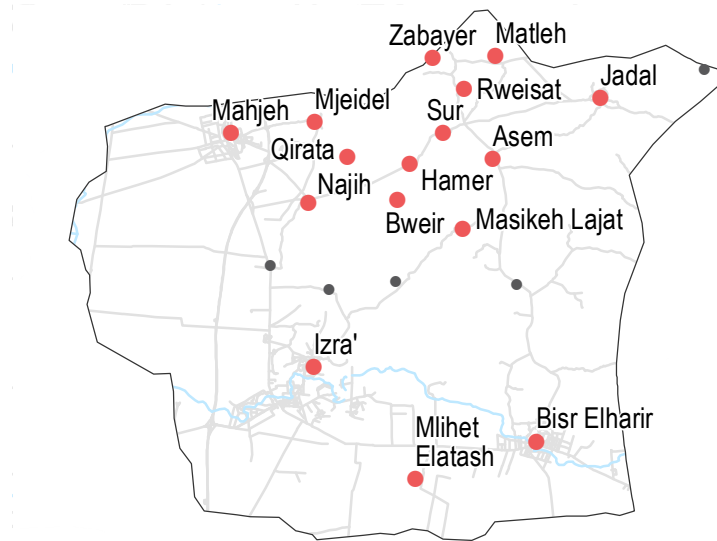 Zabayer
Matleh
Rweisat
Jadal
Mjeidel
Mahjeh
Sur
Asem
Qirata
Hamer
Najih
Bweir
Masikeh Lajat
Izra'
Mlihet
Elatash
Bisr Elharir